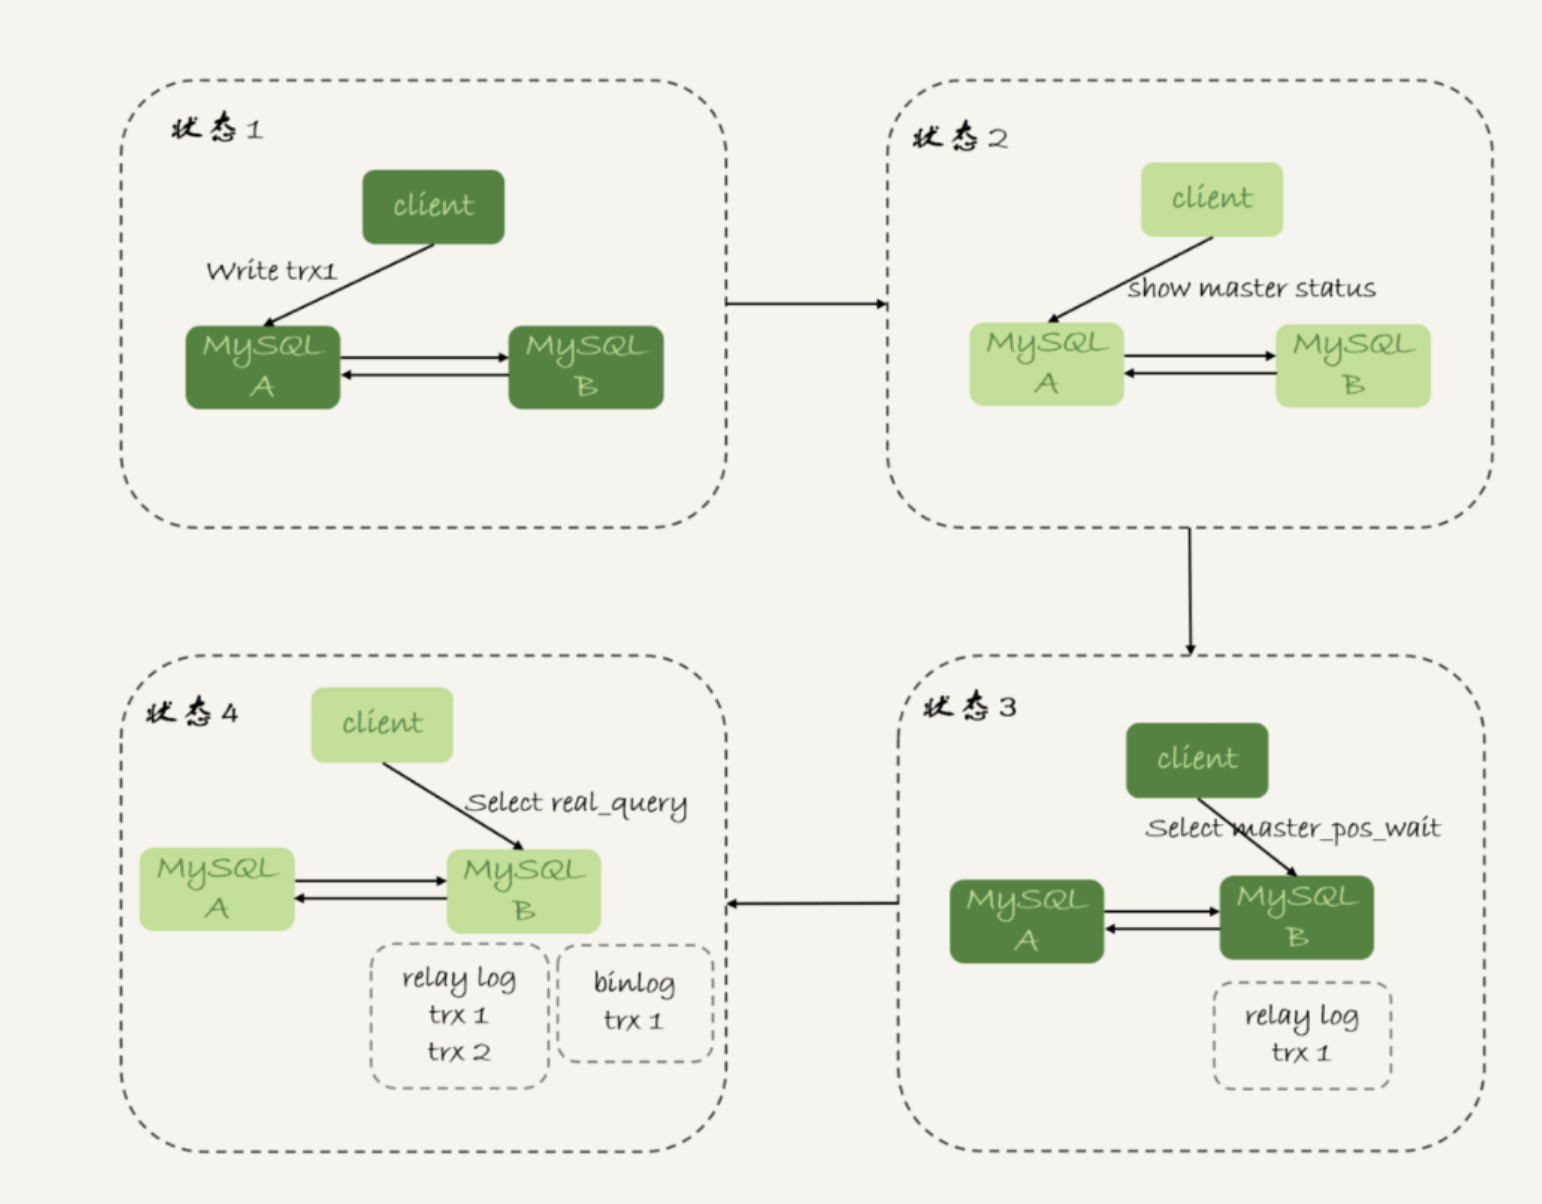 状态1
client
Write trx1
MySQL
A
MySQL
B
状态2
client
show master status
MySQL
A
MySQL
B
状态4
client
Select real_query
MySQL
A
MySQL
B
relay log
trx 1
trx 2
binlog
trx 1
状态3
client
Select master_pos_wait
MySQL
A
MySQL
B
relay log
trx 1